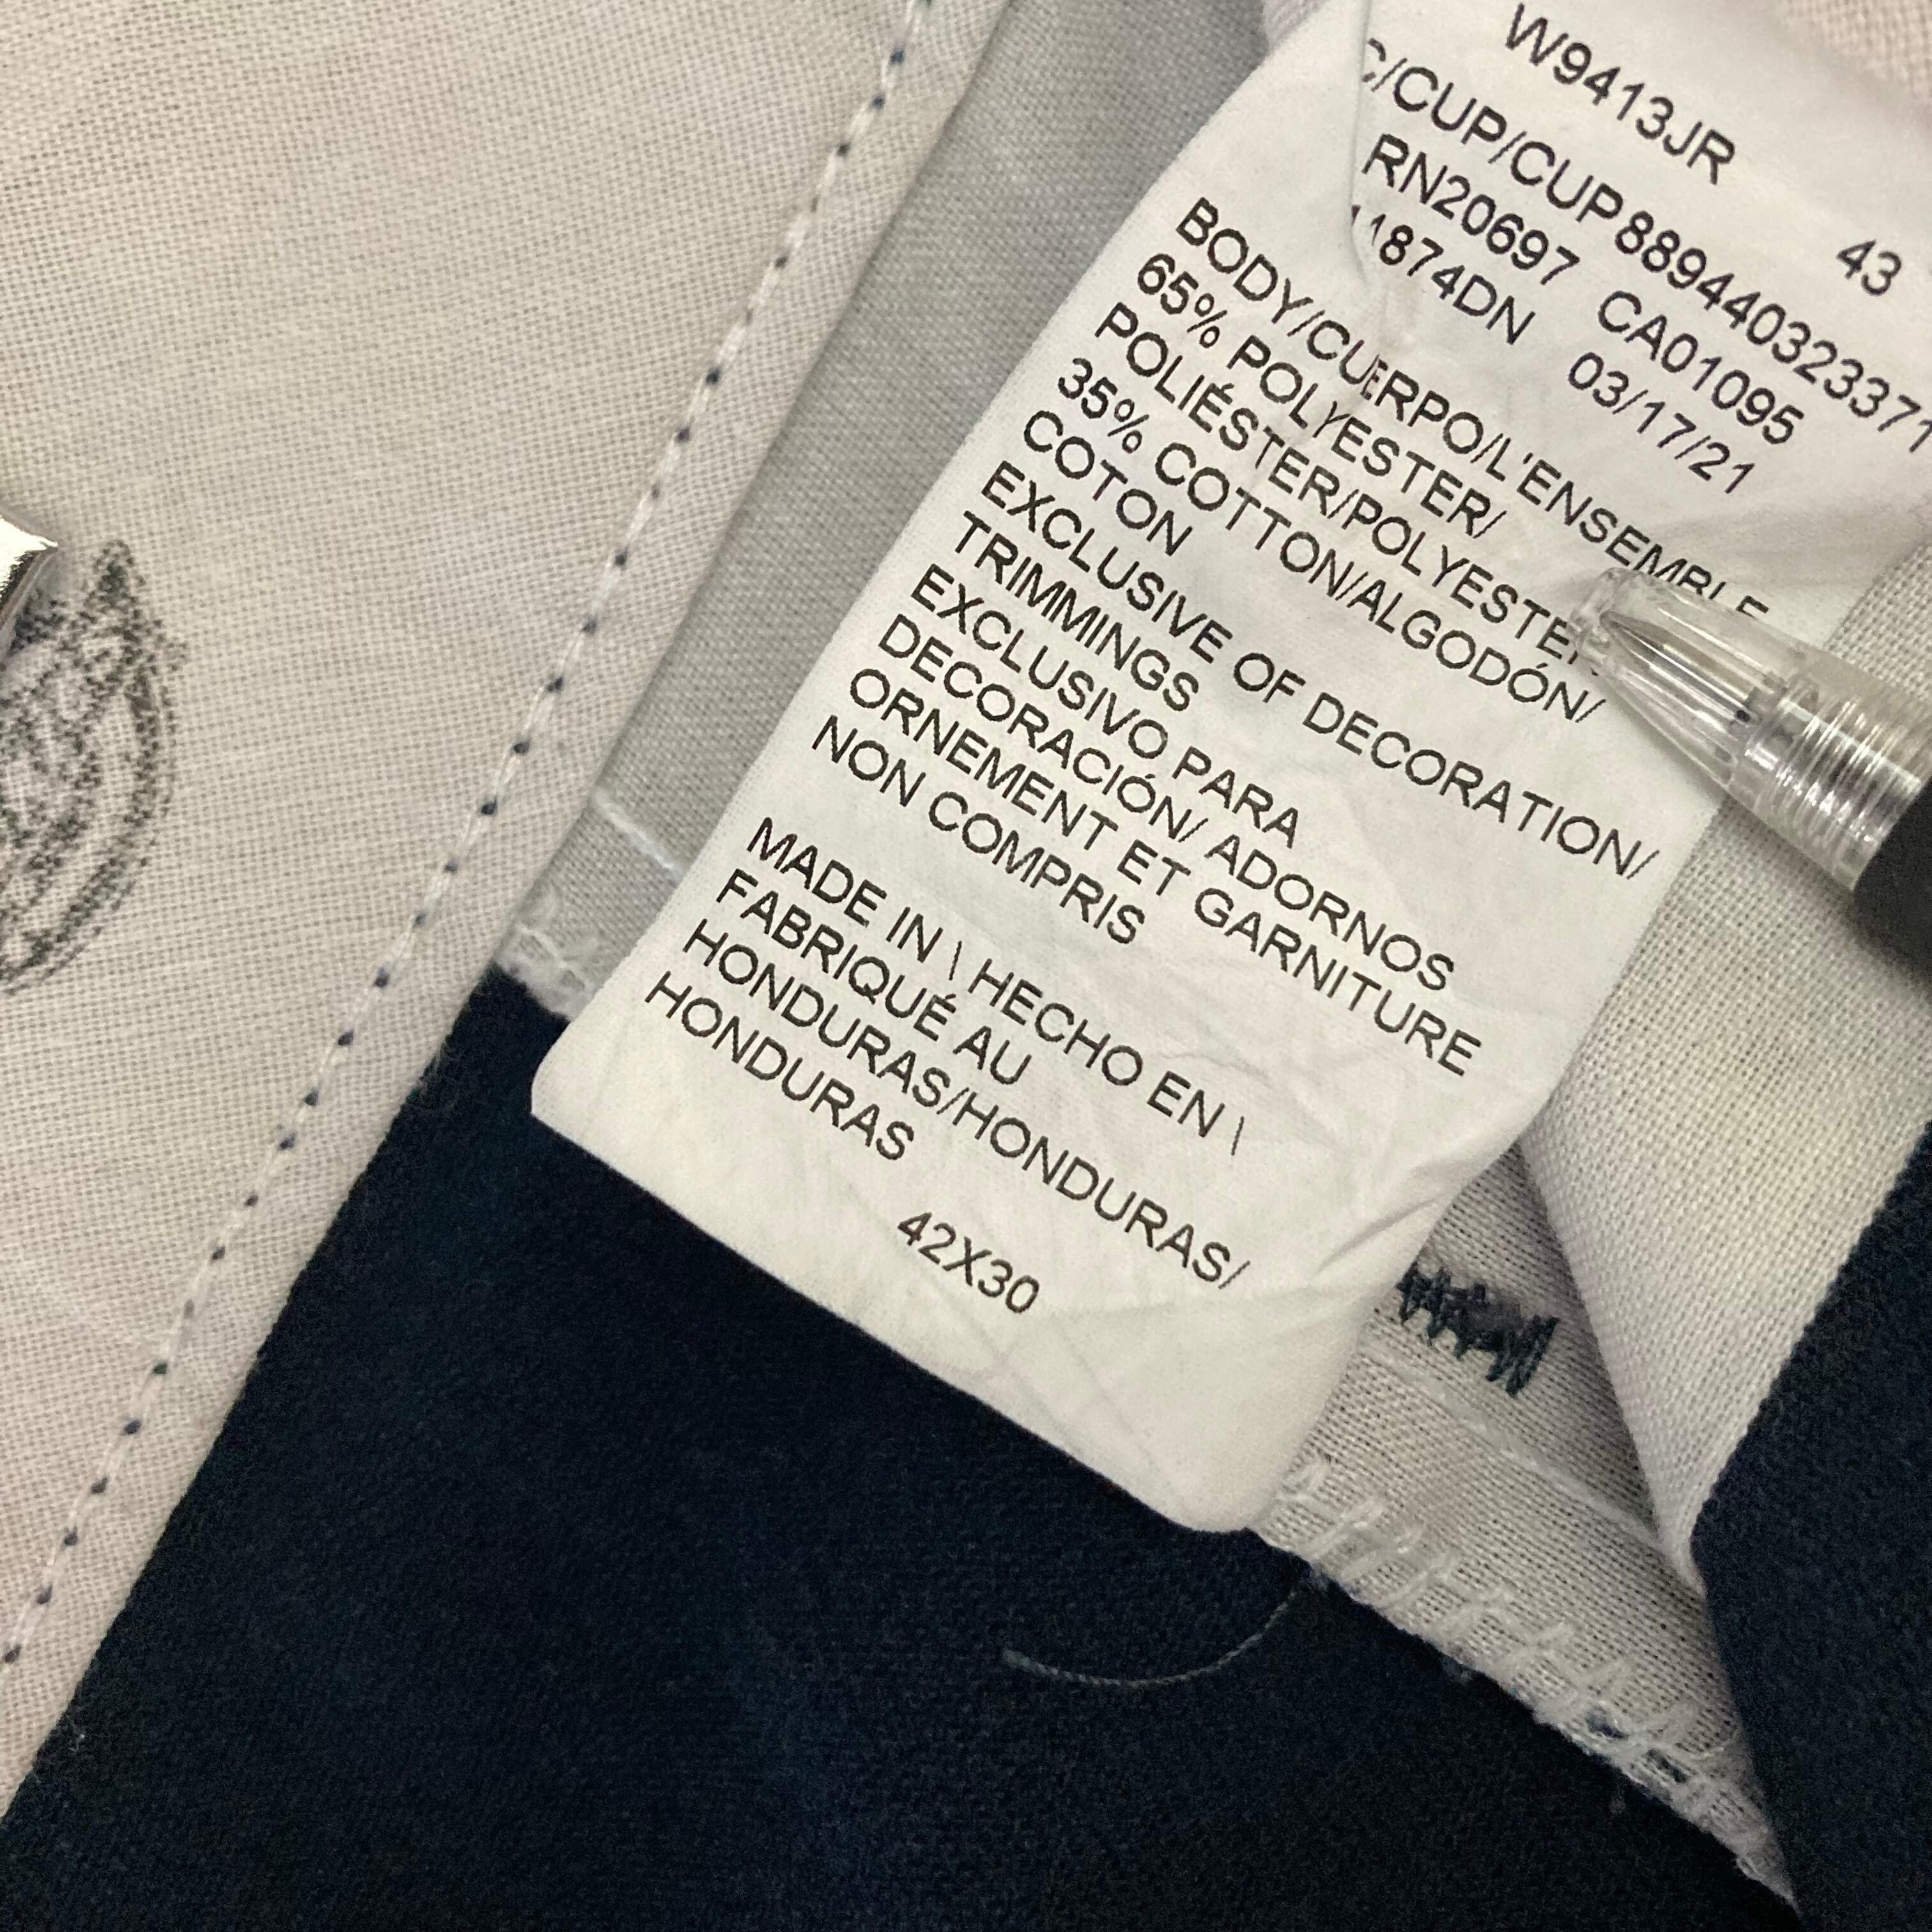 W9413JR 43
C/CUP/CUP 889440323371
RN20697 CA01095
1874DN 03/17/21
BODY/CUERPO/L'ENSEMBLE
65% POLYESTER/
POLIÉSTER/POLYESTER
35% COTTON/ALGODÓN/
COTON
EXCLUSIVE OF DECORATION/
TRIMMINGS
EXCLUSIVO PARA
DECORACIÓN/ ADORNOS
ORNEMENT ET GARNITURE
NON COMPRIS
MADE IN \ HECHO EN \
FABRIQUÉ AU
HONDURAS/HONDURAS/
HONDURAS
42X30